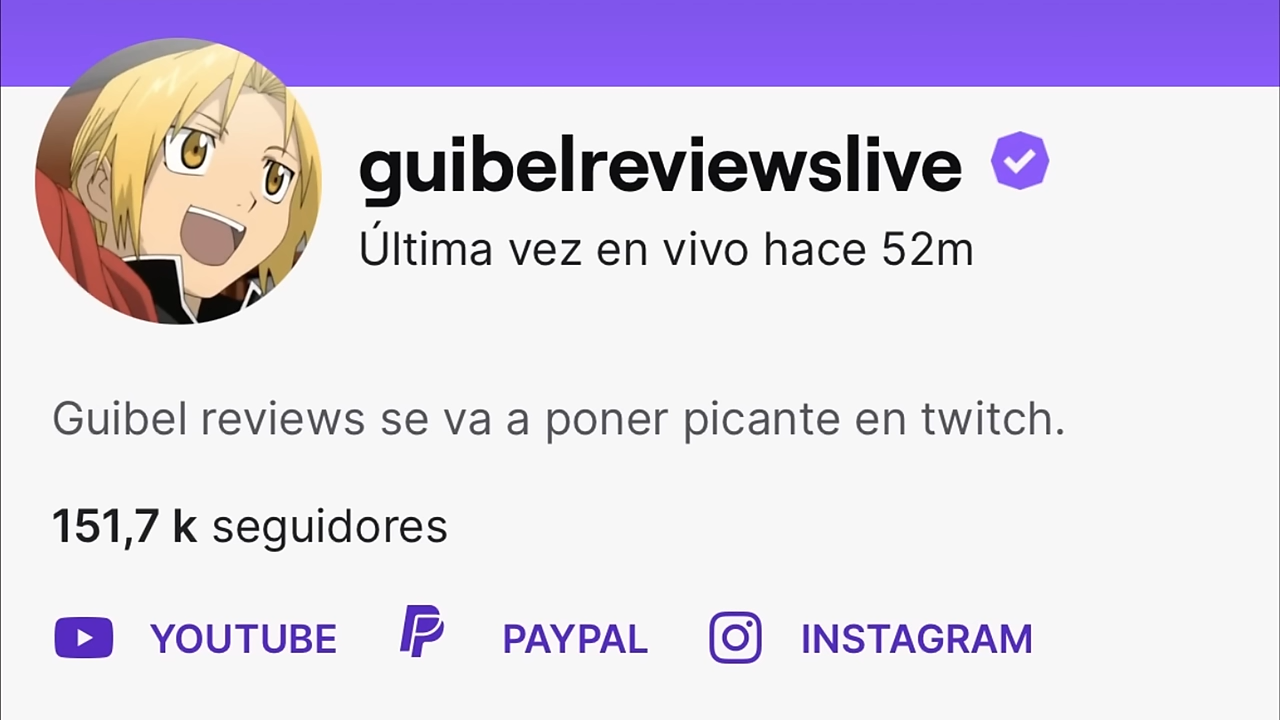 guibelreviewslive
Última vez en vivo hace 52m
Guibel reviews se va a poner picante en twitch.
151,7 k seguidores
YOUTUBE PAYPAL INSTAGRAM